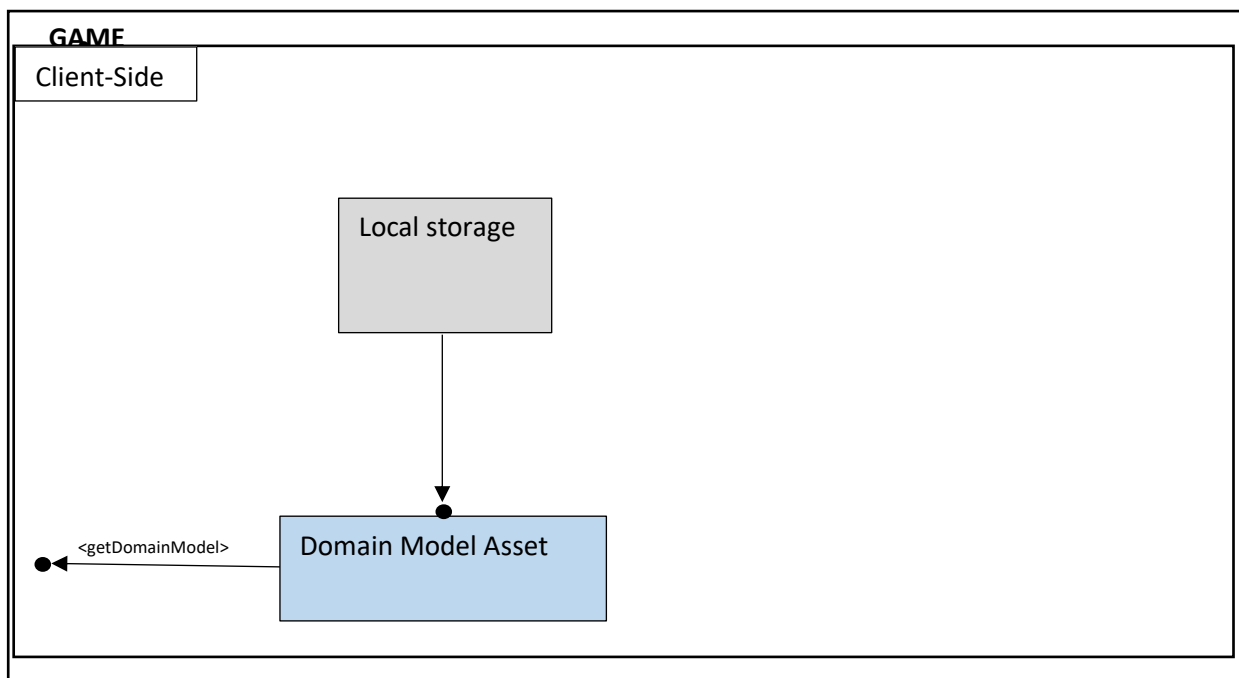 GAME
Client-Side
Local storage
<getDomainModel>
Domain Model Asset